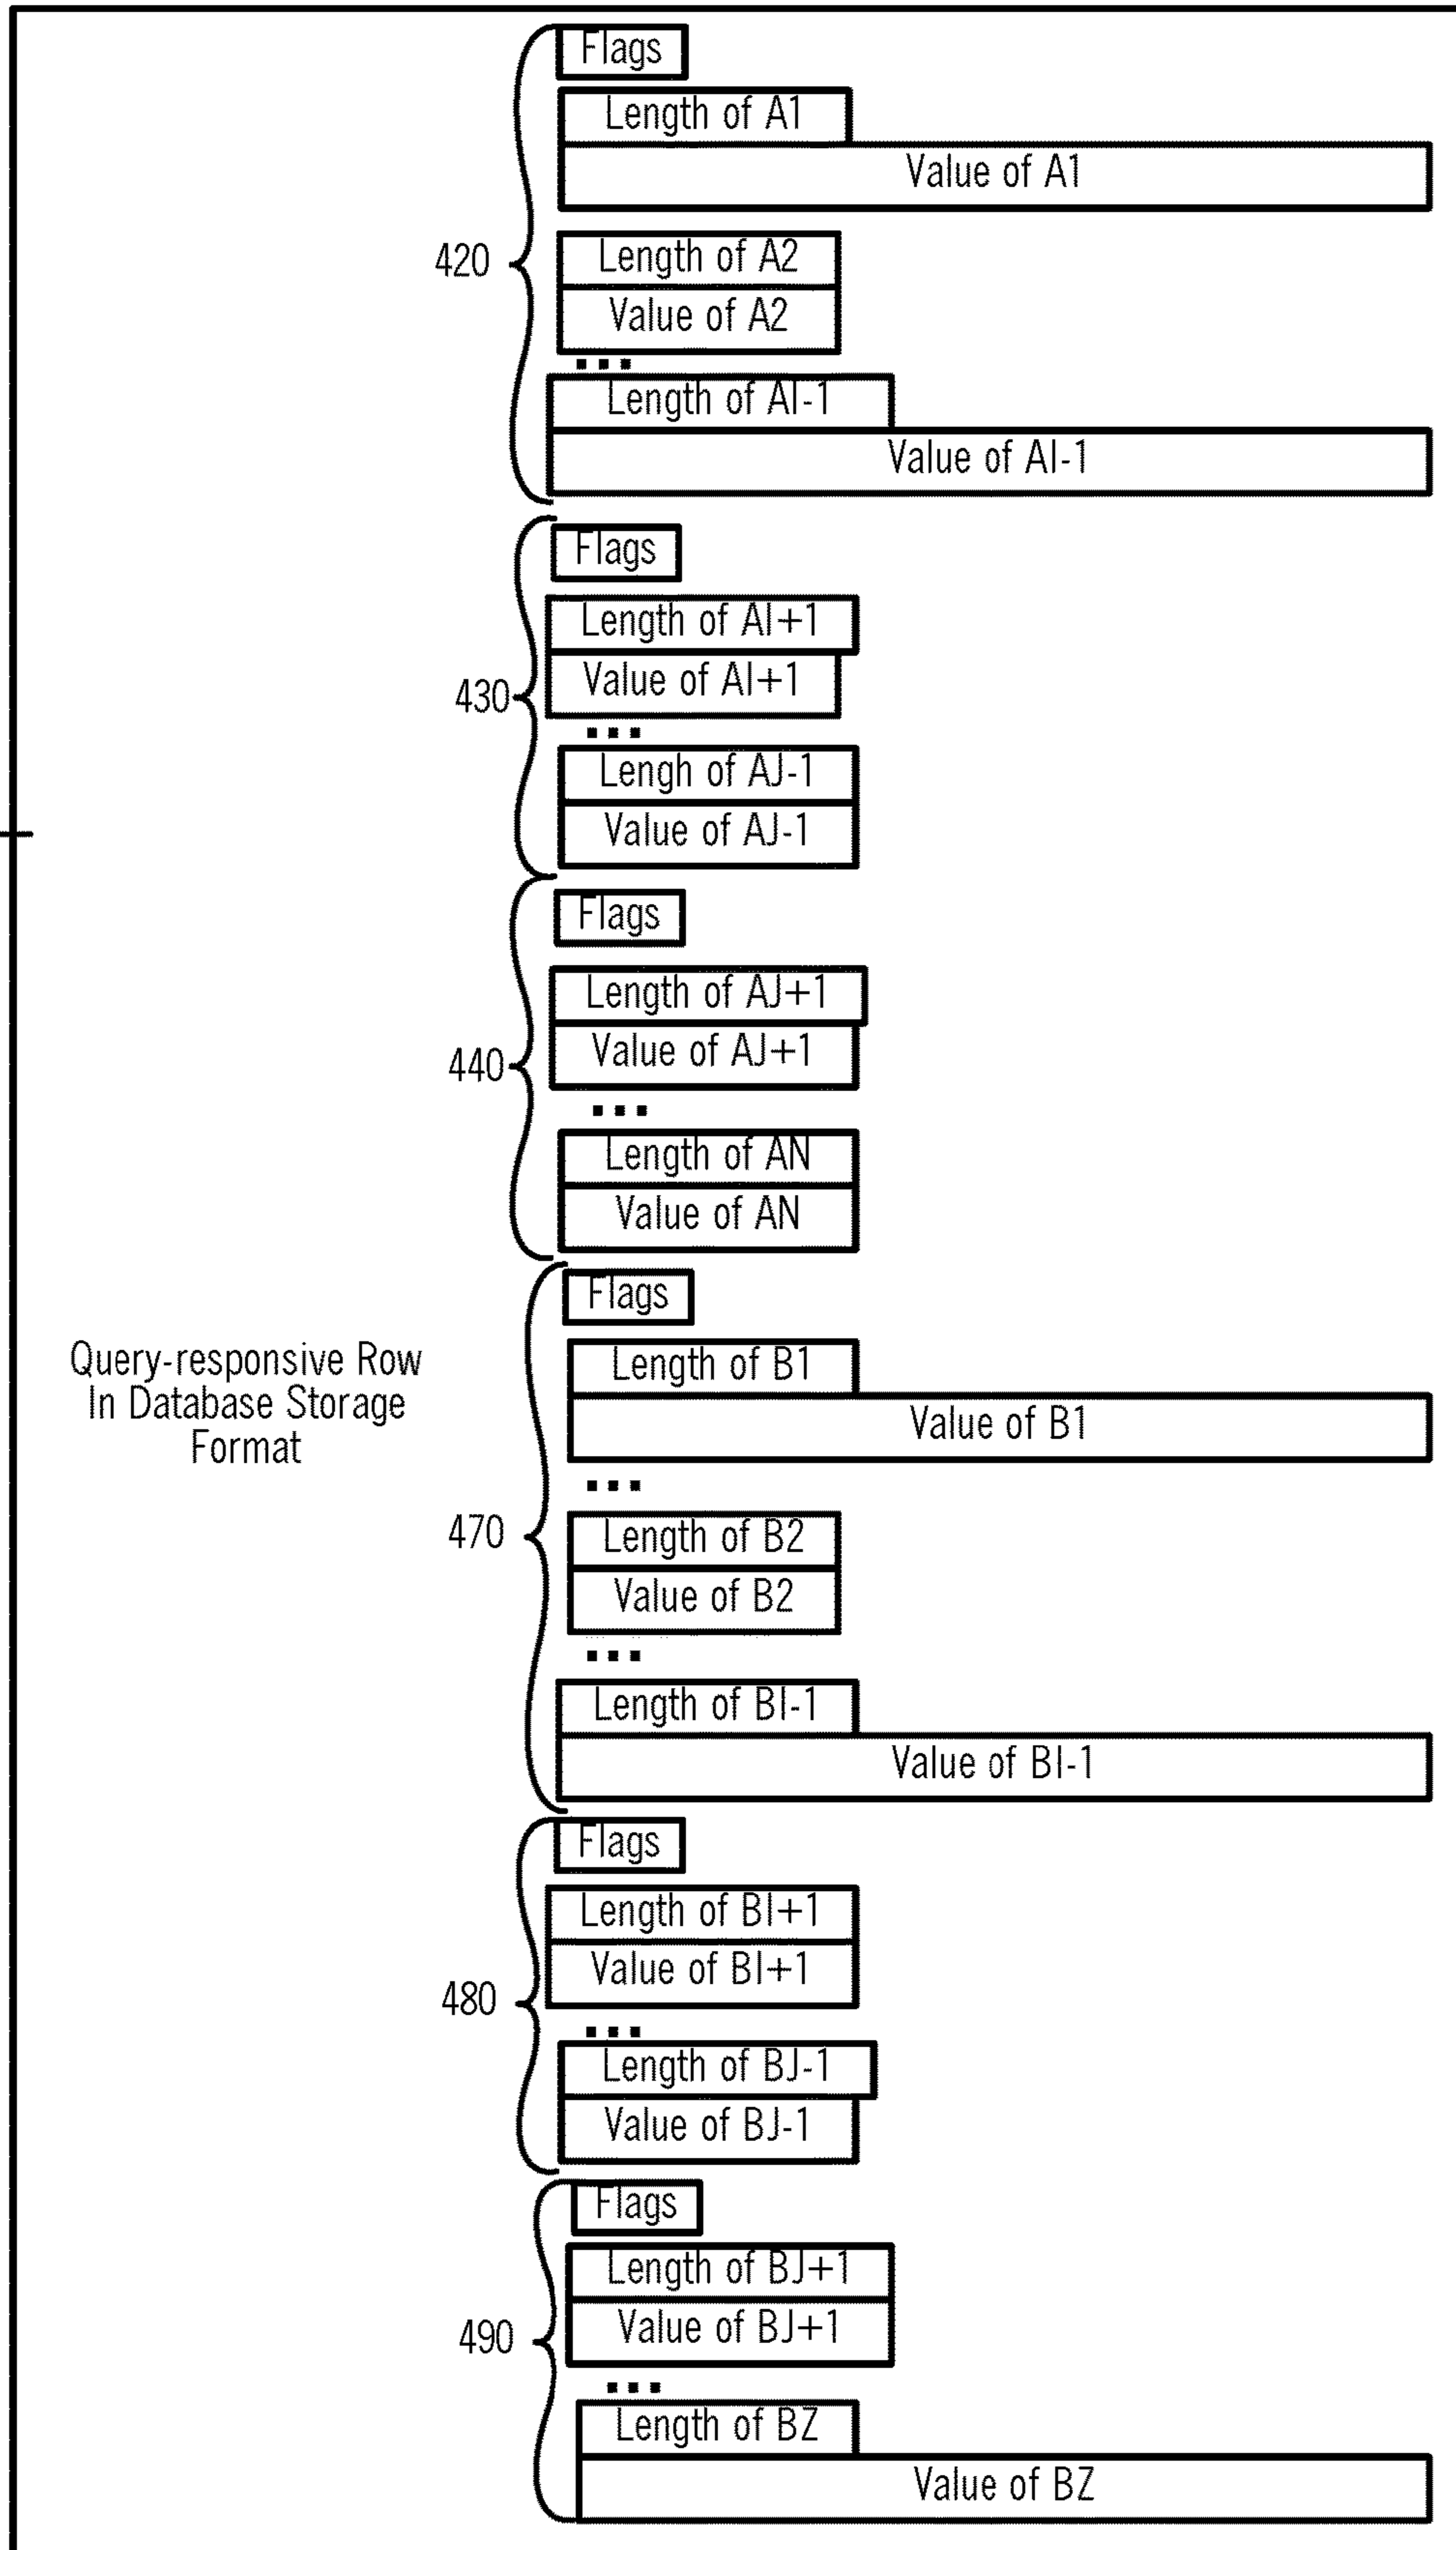 Flags
Length of A1
Value of A1
420
Length of A2
Value of A2
...
Length of AI-1
Value of AI-1
Flags
Length of AI+1
Value of AI+1
430
...
Lengh of AJ-1
Value of AJ-1
Flags
Length of AJ+1
Value of AJ+1
440
...
Length of AN
Value of AN
Flags
Query-responsive Row
In Database Storage
Format
Length of B1
Value of B1
...
470
Length of B2
Value of B2
...
Length of BI-1
Value of BI-1
Flags
Length of BI+1
Value of BI+1
480
...
Length of BJ-1
Value of BJ-1
Flags
Length of BJ+1
Value of BJ+1
490
...
Length of BZ
Value of BZ